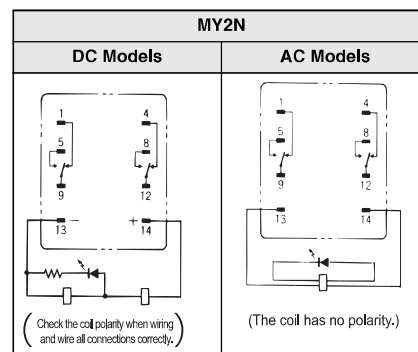 MY2N
DC Models
AC Models
1 4
5 8
9 12
13 − + 14
(Check the coil polarity when wiring
and wire all connections correctly.)
1 4
5 8
9 12
13 14
(The coil has no polarity.)